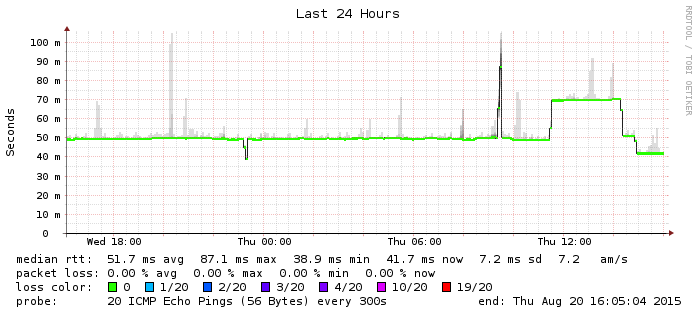 Last 24 Hours
RRDTOOL / TOBI OETIKER
Seconds
100 m
90 m
80 m
70 m
60 m
50 m
40 m
30 m
20 m
10 m
0
Wed 18:00 Thu 00:00 Thu 06:00 Thu 12:00
median rtt: 51.7 ms avg 87.1 ms max 38.9 ms min 41.7 ms now 7.2 ms sd 7.2 am/s
packet loss: 0.00 % avg 0.00 % max 0.00 % min 0.00 % now
loss color: 0 1/20 2/20 3/20 4/20 10/20 19/20
probe: 20 ICMP Echo Pings (56 Bytes) every 300s end: Thu Aug 20 16:05:04 2015